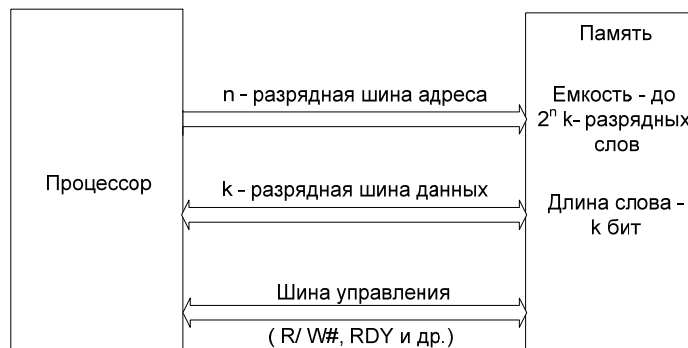 Память
n - разрядная шина адреса
Емкость - до
2ⁿ k- разрядных
слов
Процессор
k - разрядная шина данных
Длина слова -
k бит
Шина управления
( R/ W#, RDY и др.)